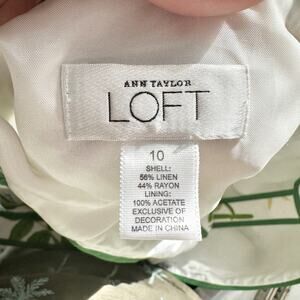 ANN TAYLOR
LOFT
10
SHELL:
56% LINEN
44% RAYON
LINING:
100% ACETATE
EXCLUSIVE OF
DECORATION
MADE IN CHINA